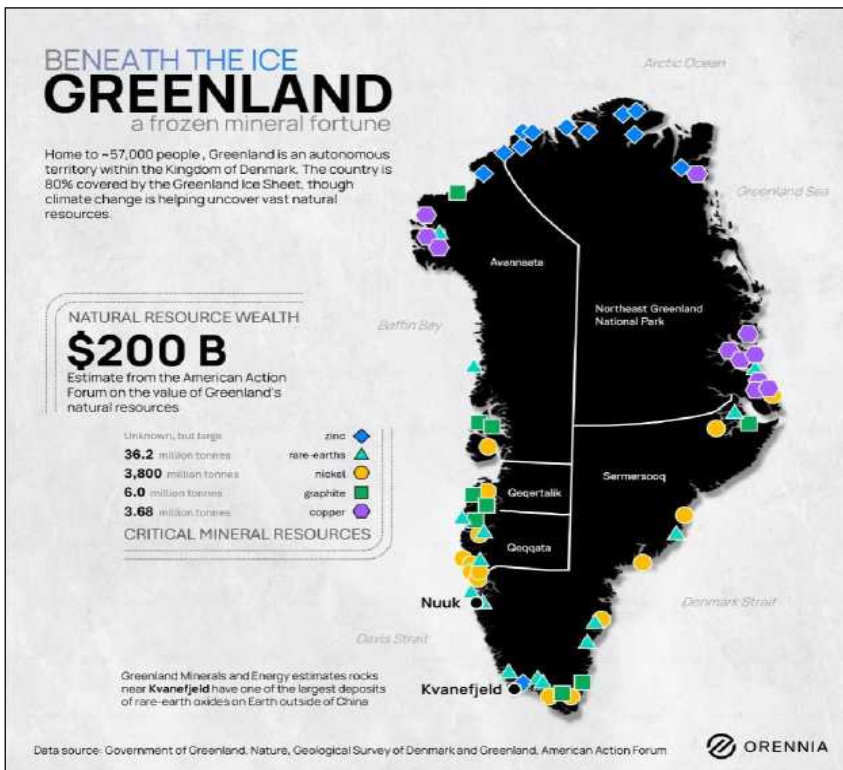 BENEATH THE ICE
GREENLAND
a frozen mineral fortune
Home to ~57,000 people , Greenland is an autonomous
territory within the Kingdom of Denmark. The country is
80% covered by the Greenland Ice Sheet, though
climate change is helping uncover vast natural
resources.
NATURAL RESOURCE WEALTH
$200 B
Estimate from the American Action
Forum on the value of Greenland's
natural resources
Unknown, but large zinc
36.2 million tonnes rare-earths
3,800 million tonnes nickel
6.0 million tonnes graphite
3.68 million tonnes copper
CRITICAL MINERAL RESOURCES
Arctic Ocean
Greenland Sea
Avannaata
Northeast Greenland
National Park
Baffin Bay
Qeqertalik
Sermersooq
Qeqqata
Nuuk
Denmark Strait
Davis Strait
Kvanefjeld
Greenland Minerals and Energy estimates rocks
near Kvanefjeld have one of the largest deposits
of rare-earth oxides on Earth outside of China
Data source: Government of Greenland, Nature, Geological Survey of Denmark and Greenland, American Action Forum
ORENNIA